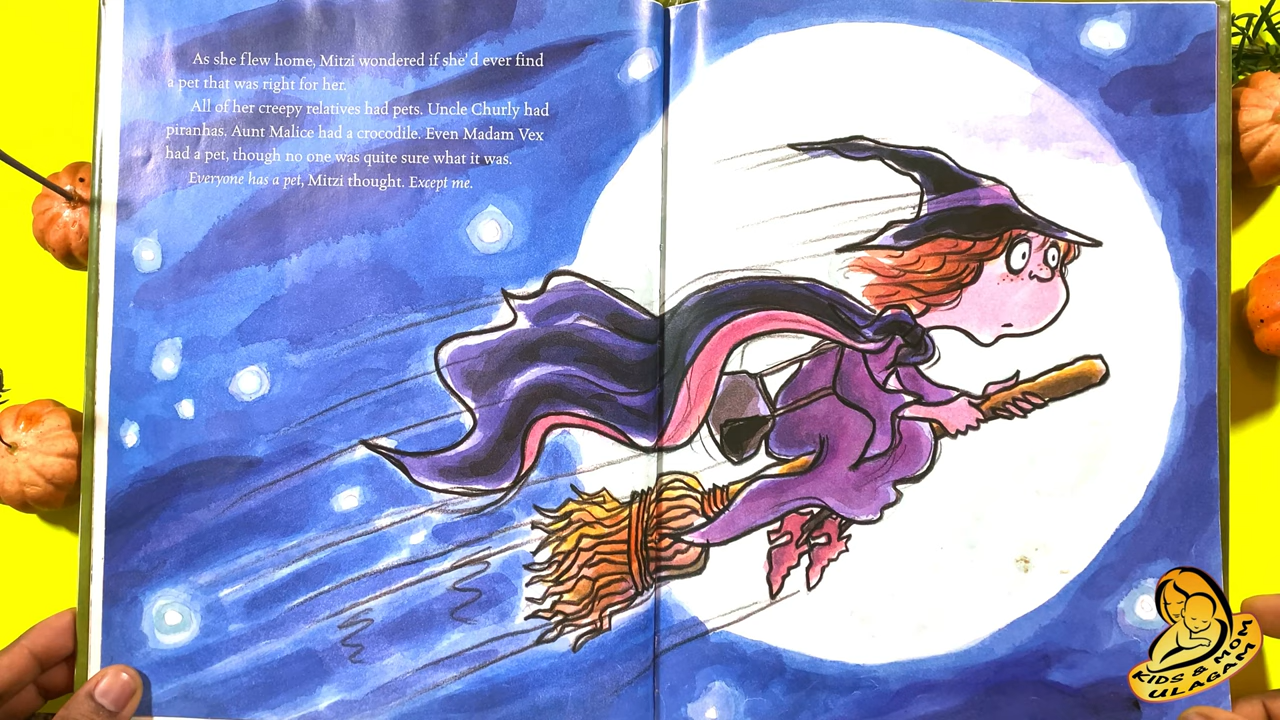 As she flew home, Mitzi wondered if she'd ever find
a pet that was right for her.
All of her creepy relatives had pets. Uncle Churly had
piranhas. Aunt Malice had a crocodile. Even Madam Vex
had a pet, though no one was quite sure what it was.
Everyone has a pet, Mitzi thought. Except me.
KIDS & MOM
ULAGAM